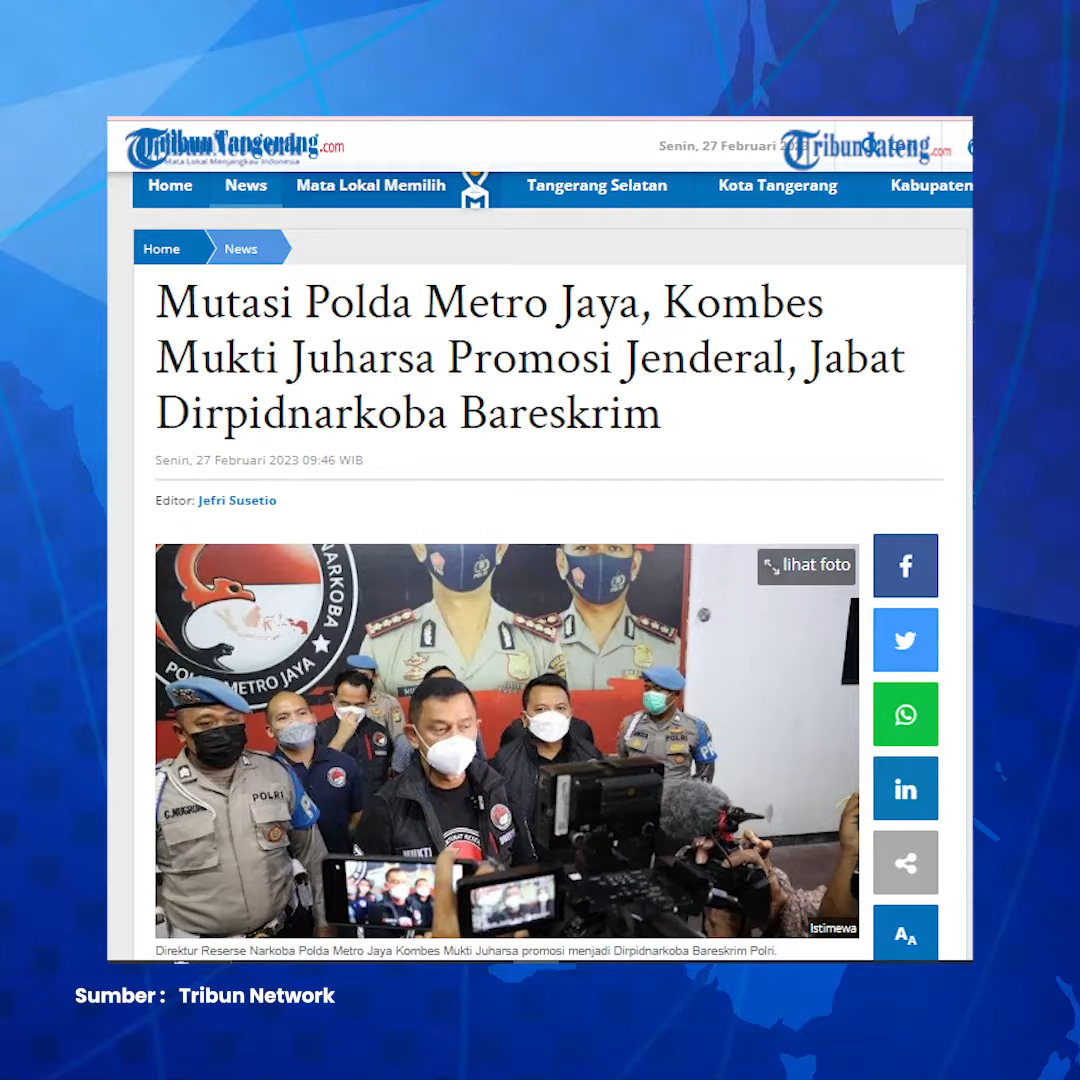 TribunTangerang.com
Mata Lokal Menjangkau Indonesia
Senin, 27 Februari
TribunJateng.com
Home News Mata Lokal Memilih Tangerang Selatan Kota Tangerang Kabupaten
Home News
Mutasi Polda Metro Jaya, Kombes
Mukti Juharsa Promosi Jenderal, Jabat
Dirpidnarkoba Bareskrim
Senin, 27 Februari 2023 09:46 WIB
Editor: Jefri Susetio
lihat foto
NARKOBA
METRO JAYA
POLRI
POLRI
MUKTI
Istimewa
Direktur Reserse Narkoba Polda Metro Jaya Kombes Mukti Juharsa promosi menjadi Dirpidnarkoba Bareskrim Polri.
AA
Sumber : Tribun Network